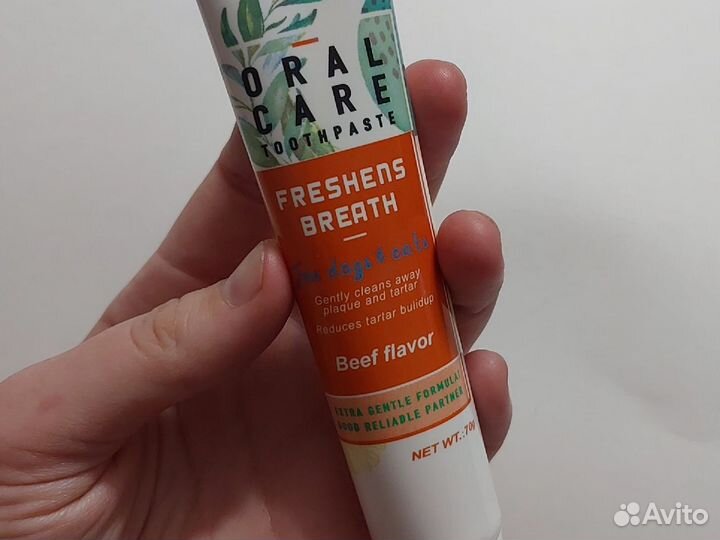 ORAL
CARE
TOOTHPASTE
FRESHENS
BREATH
For dogs & cats
Gently cleans away
plaque and tartar
Reduces tartar bulidup
Beef flavor
EXTRA GENTLE FORMULA!
GOOD RELIABLE PARTNER
NET WT.:70g
Avito